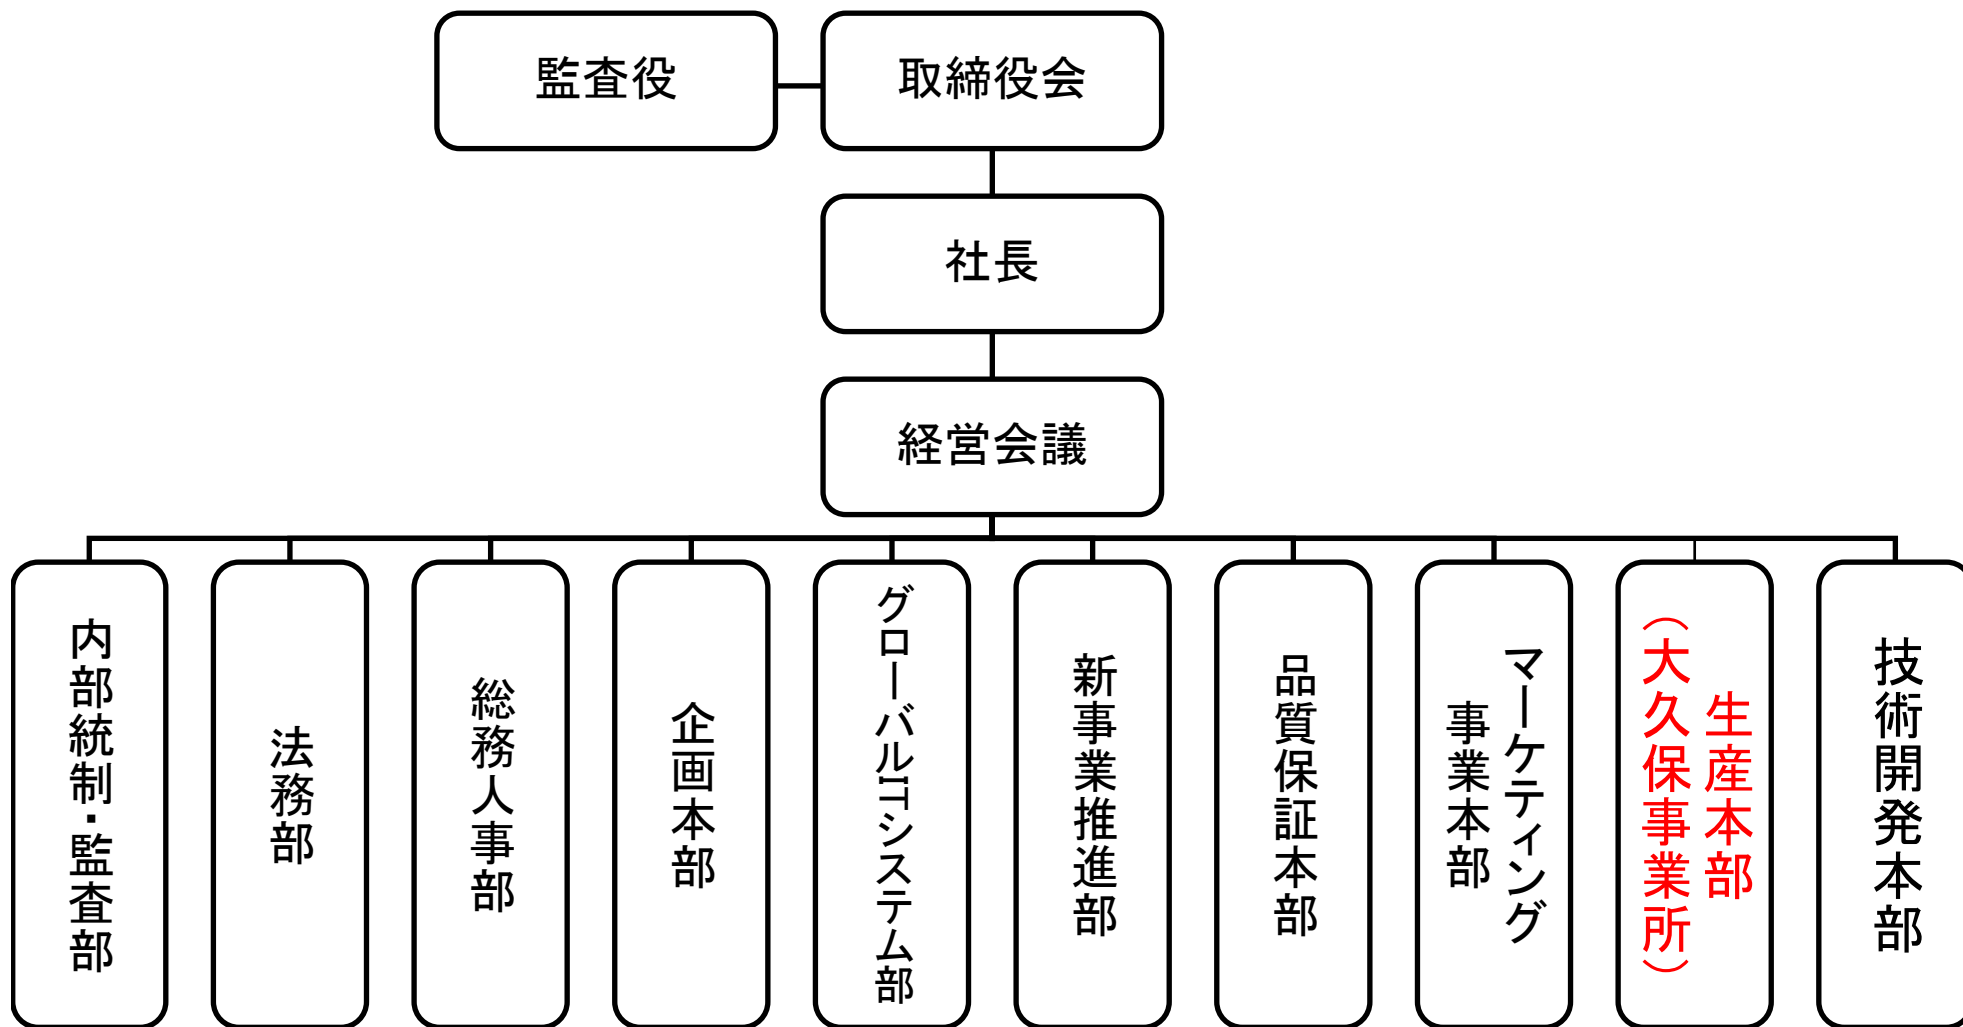 監査役
取締役会
社長
経営会議
内部統制・監査部
法務部
総務人事部
企画本部
グローバルITシステム部
新事業推進部
品質保証本部
マーケティング
事業本部
生産本部
(大久保事業所)
技術開発本部